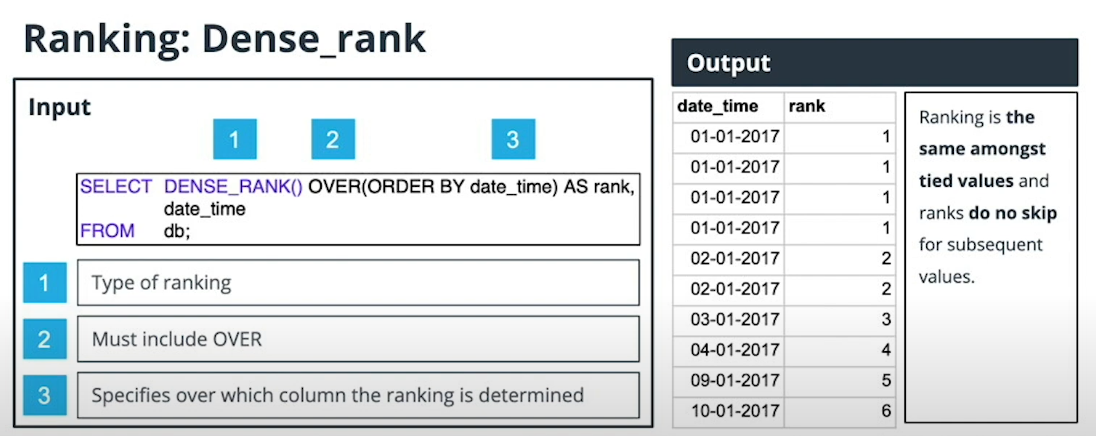 Ranking: Dense_rank
Input
1 2 3
SELECT DENSE_RANK() OVER(ORDER BY date_time) AS rank,
date_time
FROM db;
1 Type of ranking
2 Must include OVER
3 Specifies over which column the ranking is determined
Output
date_time rank
01-01-2017 1
01-01-2017 1
01-01-2017 1
01-01-2017 1
02-01-2017 2
02-01-2017 2
03-01-2017 3
04-01-2017 4
09-01-2017 5
10-01-2017 6
Ranking is the
same amongst
tied values and
ranks do no skip
for subsequent
values.